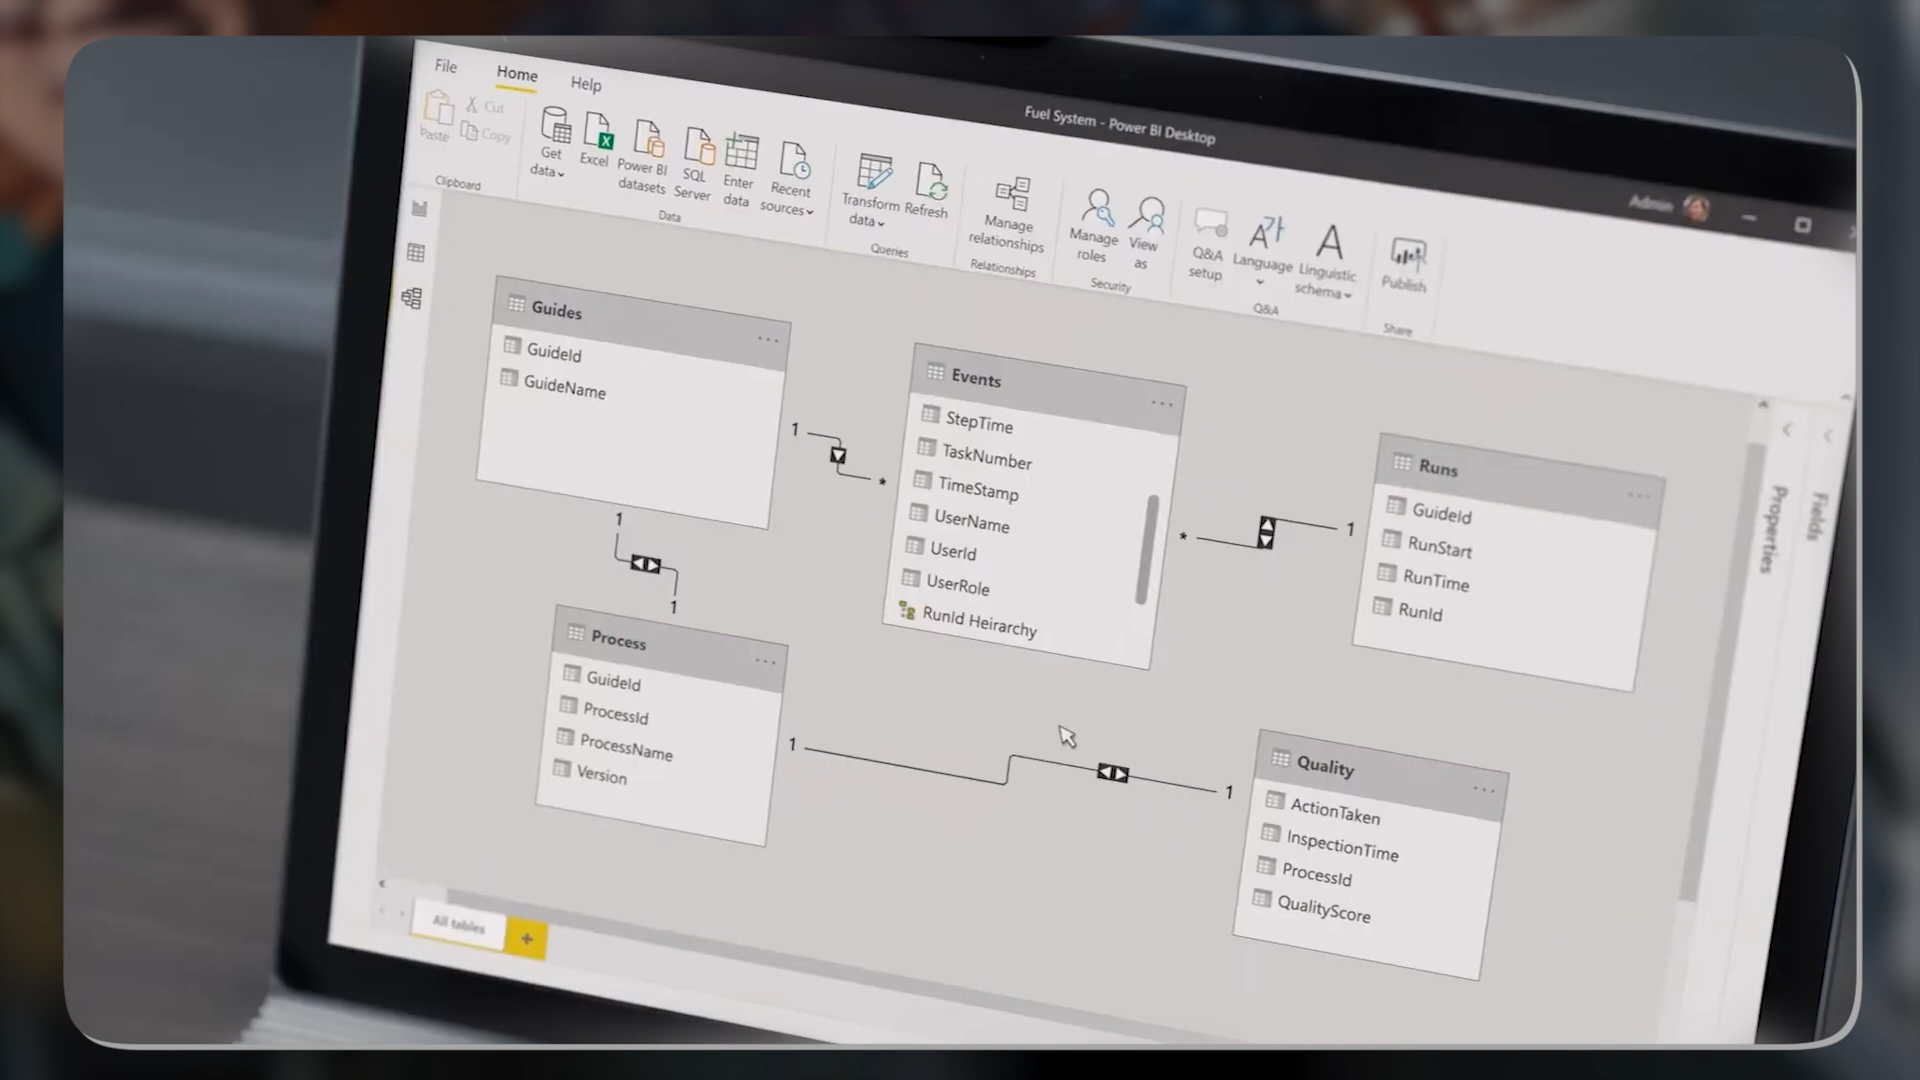 Fuel System - Power BI Desktop
Admin
File
Home
Help
Paste
Cut
Copy
Clipboard
Get data
Excel
Power BI datasets
SQL Server
Enter data
Recent sources
Data
Transform data
Refresh
Queries
Manage relationships
Relationships
Manage roles
View as
Security
Q&A setup
Language
Linguistic schema
Q&A
Publish
Share
Guides
GuideId
GuideName
1
*
Events
StepTime
TaskNumber
TimeStamp
UserName
UserId
UserRole
RunId Heirarchy
*
1
Runs
GuideId
RunStart
RunTime
RunId
1
1
Process
GuideId
ProcessId
ProcessName
Version
1
1
Quality
ActionTaken
InspectionTime
ProcessId
QualityScore
Properties
Fields
All tables
+